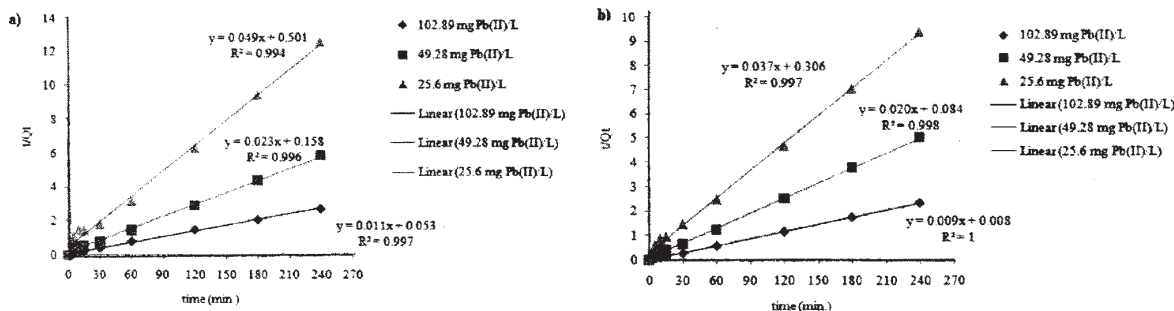 a)
14
12
10
8
6
4
2
0
t/Qt
y = 0.049x + 0.501
R² = 0.994
y = 0.023x + 0.158
R² = 0.996
y = 0.011x + 0.053
R² = 0.997
0 30 60 90 120 150 180 210 240 270
time (min.)
102.89 mg Pb(II)/L
49.28 mg Pb(II)/L
25.6 mg Pb(II)/L
Linear (102.89 mg Pb(II)/L)
Linear (49.28 mg Pb(II)/L)
Linear (25.6 mg Pb(II)/L)
b)
10
9
8
7
6
5
4
3
2
1
0
t/Qt
y = 0.037x + 0.306
R² = 0.997
y = 0.020x + 0.084
R² = 0.998
y = 0.009x + 0.008
R² = 1
0 30 60 90 120 150 180 210 240 270
time (min.)
102.89 mg Pb(II)/L
49.28 mg Pb(II)/L
25.6 mg Pb(II)/L
Linear (102.89 mg Pb(II)/L)
Linear (49.28 mg Pb(II)/L)
Linear (25.6 mg Pb(II)/L)